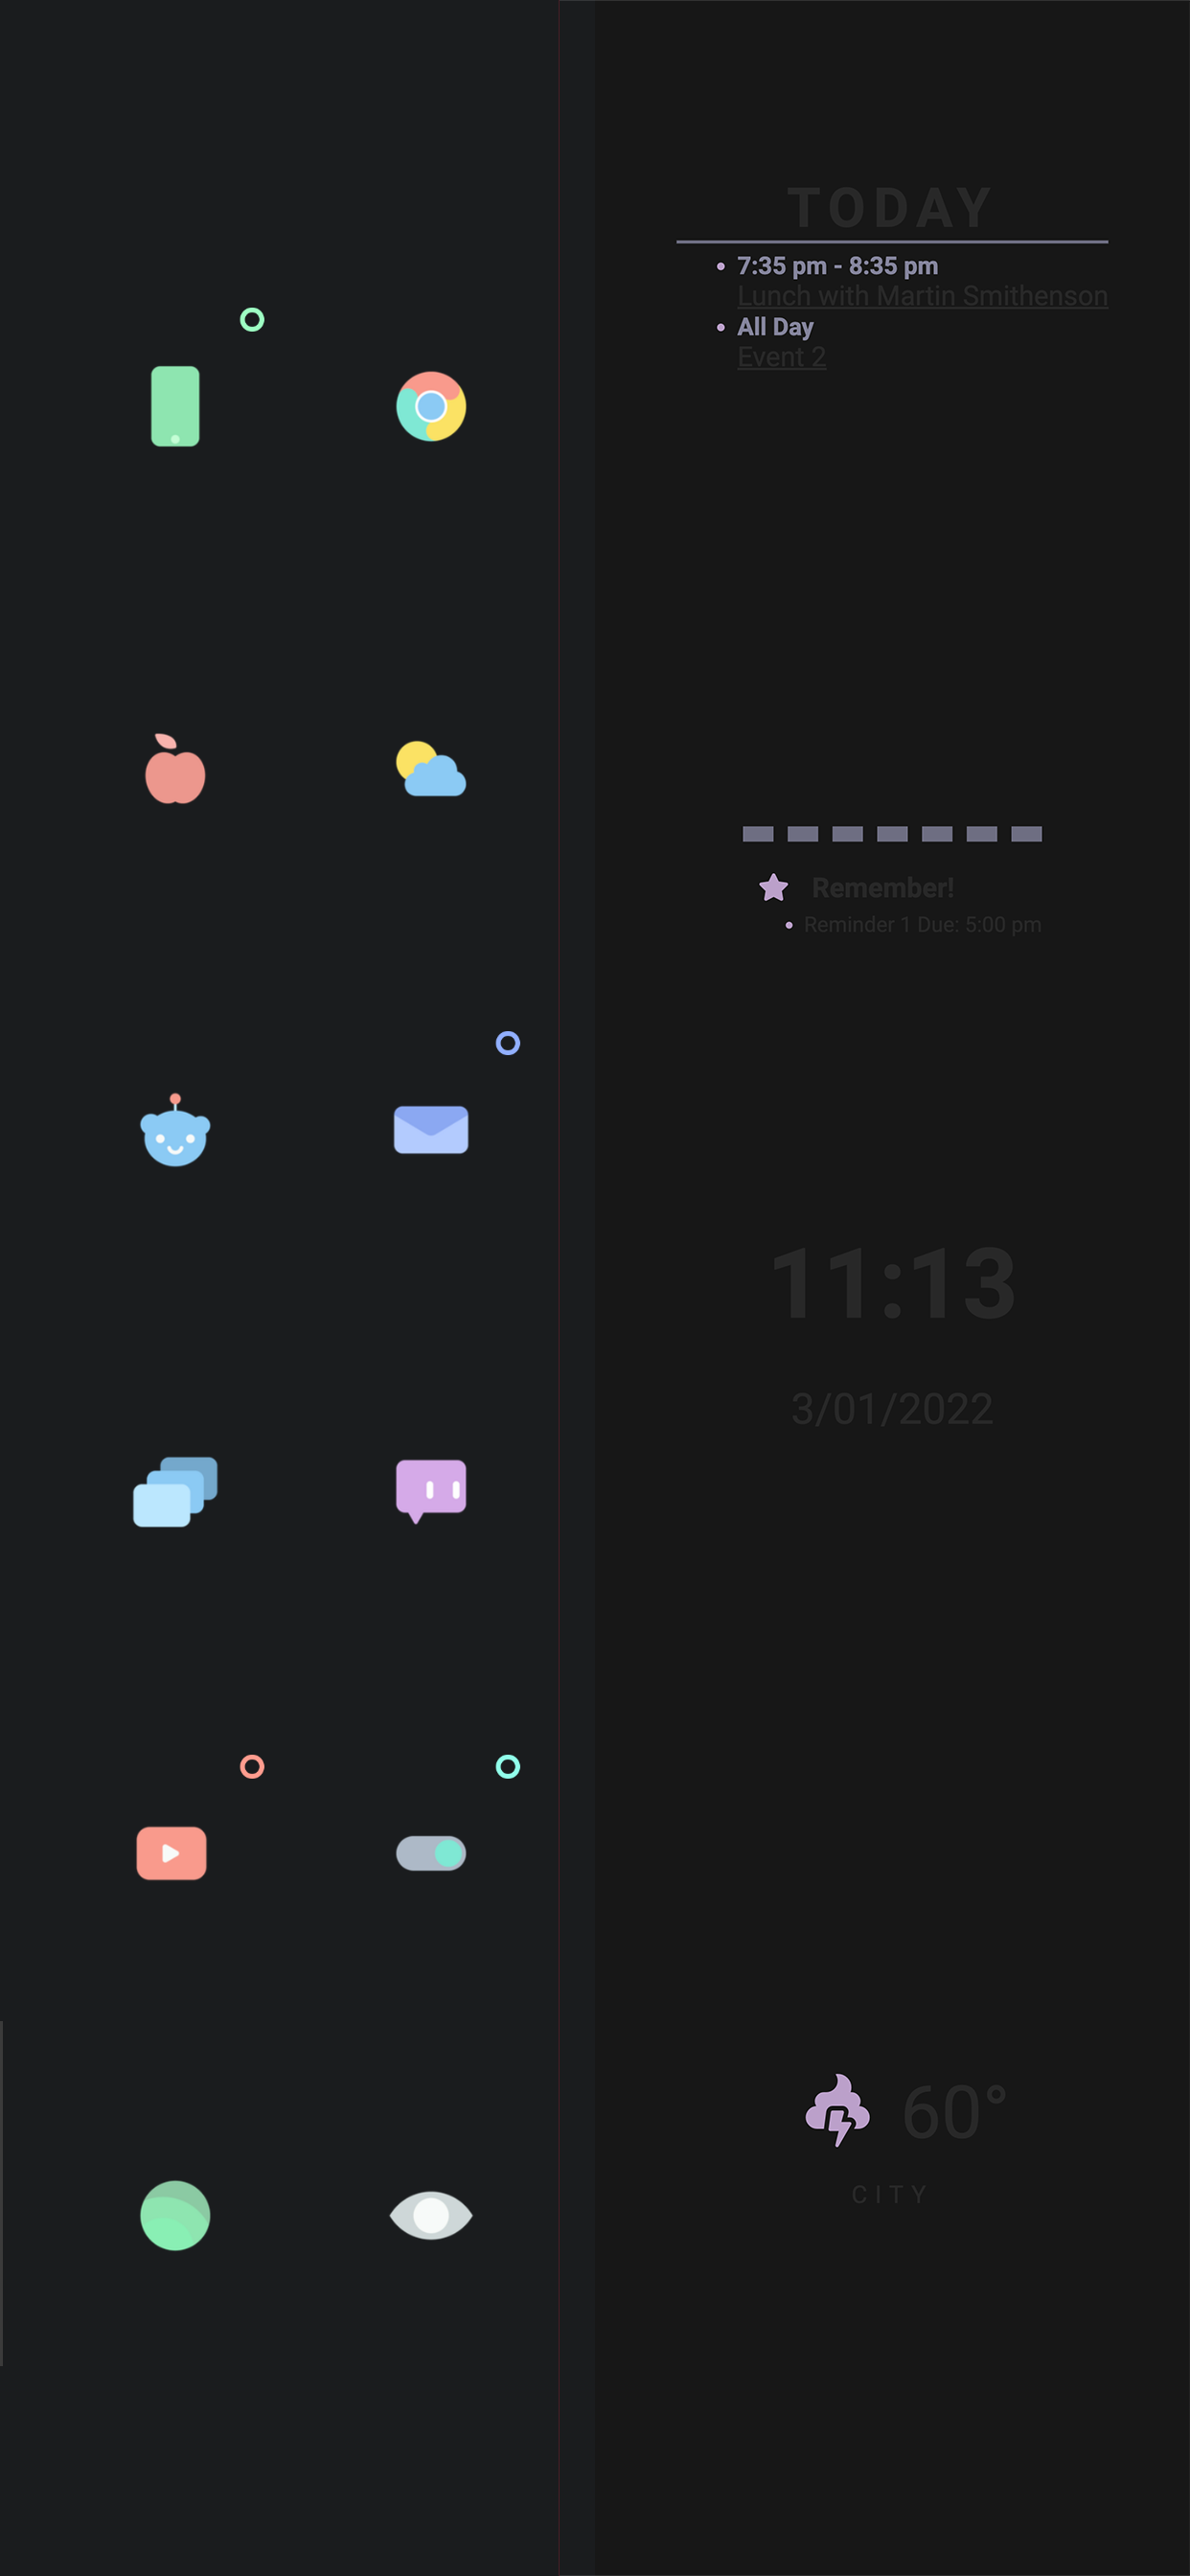 TODAY
7:35 pm - 8:35 pm
Lunch with Martin Smithenson
All Day
Event 2
Remember!
Reminder 1 Due: 5:00 pm
11:13
3/01/2022
60°
CITY